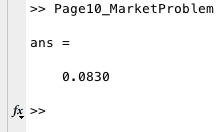 >> Page10_MarketProblem
ans =
0.0830
fx >>